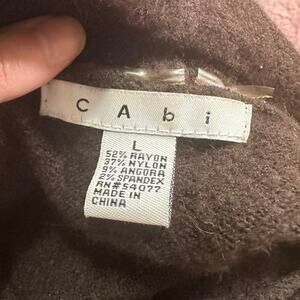 CAbi
L
52% RAYON
37% NYLON
9% ANGORA
2% SPANDEX
RN# 54077
MADE IN
CHINA